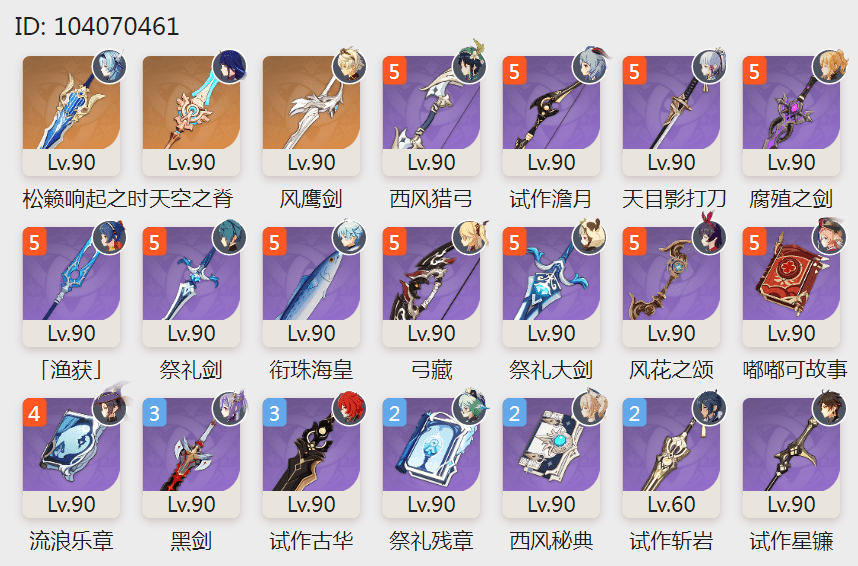 ID: 104070461
Lv.90 Lv.90 Lv.90 5 Lv.90 5 Lv.90 5 Lv.90 5 Lv.90
松籁响起之时 天空之脊 风鹰剑 西风猎弓 试作澹月 天目影打刀 腐殖之剑
5 Lv.90 5 Lv.90 5 Lv.90 5 Lv.90 5 Lv.90 5 Lv.90 5 Lv.90
「渔获」 祭礼剑 衔珠海皇 弓藏 祭礼大剑 风花之颂 嘟嘟可故事
4 Lv.90 3 Lv.90 3 Lv.90 2 Lv.90 2 Lv.90 2 Lv.60 Lv.90
流浪乐章 黑剑 试作古华 祭礼残章 西风秘典 试作斩岩 试作星镰